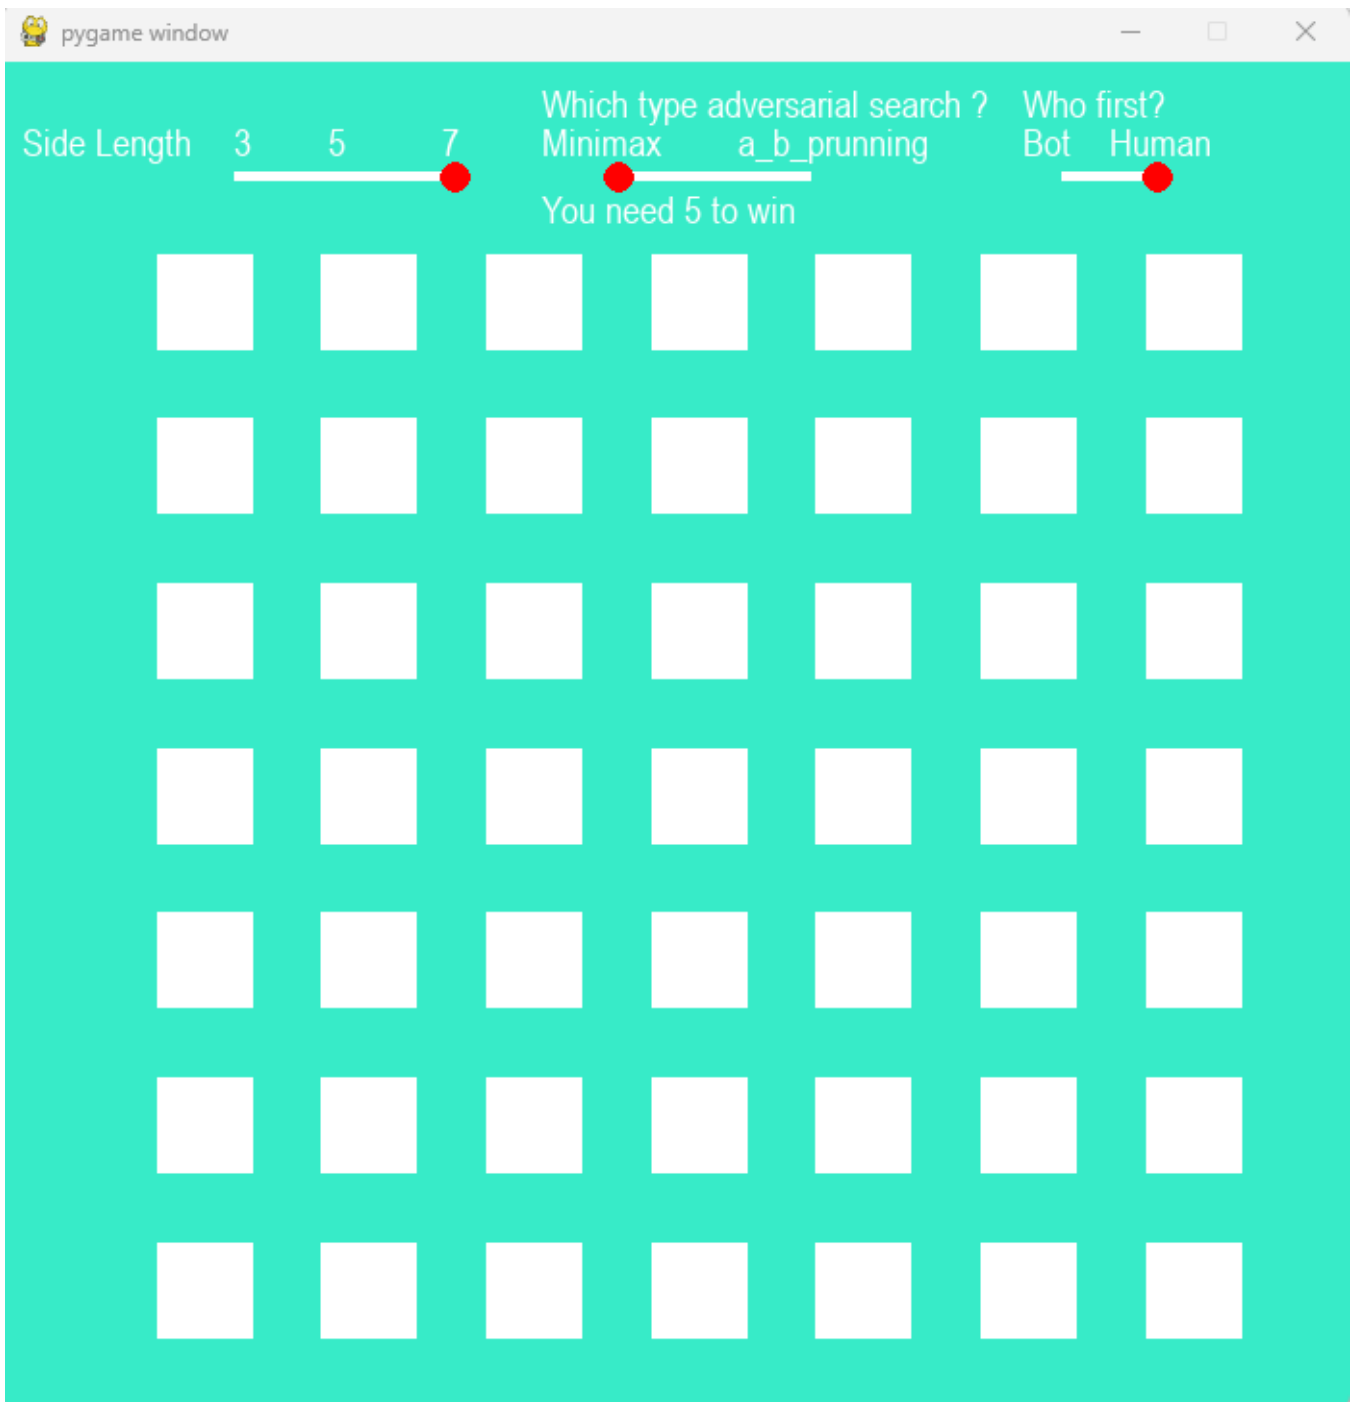 pygame window
Which type adversarial search ? Who first?
Side Length 3 5 7 Minimax a_b_prunning Bot Human
You need 5 to win